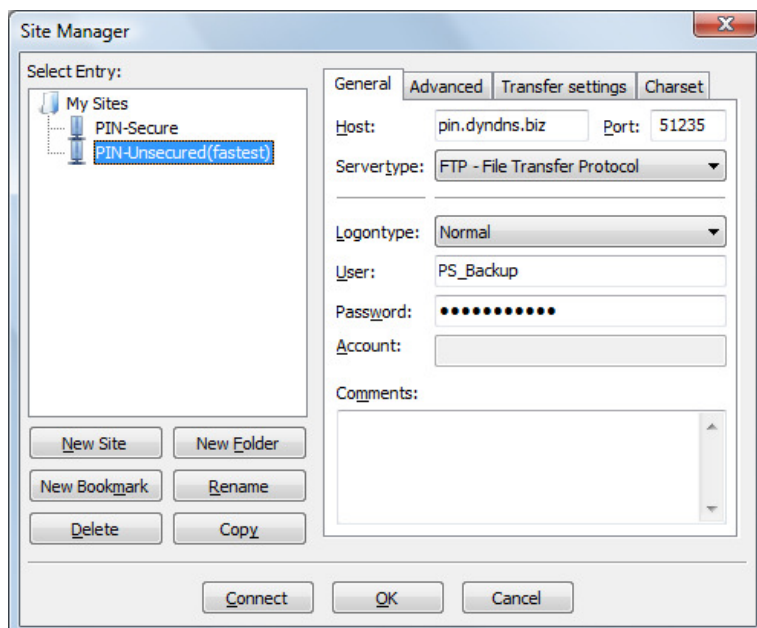 Site Manager
X
Select Entry:
My Sites
PIN-Secure
PIN-Unsecured(fastest)
New Site
New Folder
New Bookmark
Rename
Delete
Copy
General
Advanced
Transfer settings
Charset
Host:
pin.dyndns.biz
Port:
51235
Servertype:
FTP - File Transfer Protocol
Logontype:
Normal
User:
PS_Backup
Password:
●●●●●●●●●●●
Account:
Comments:
Connect
OK
Cancel